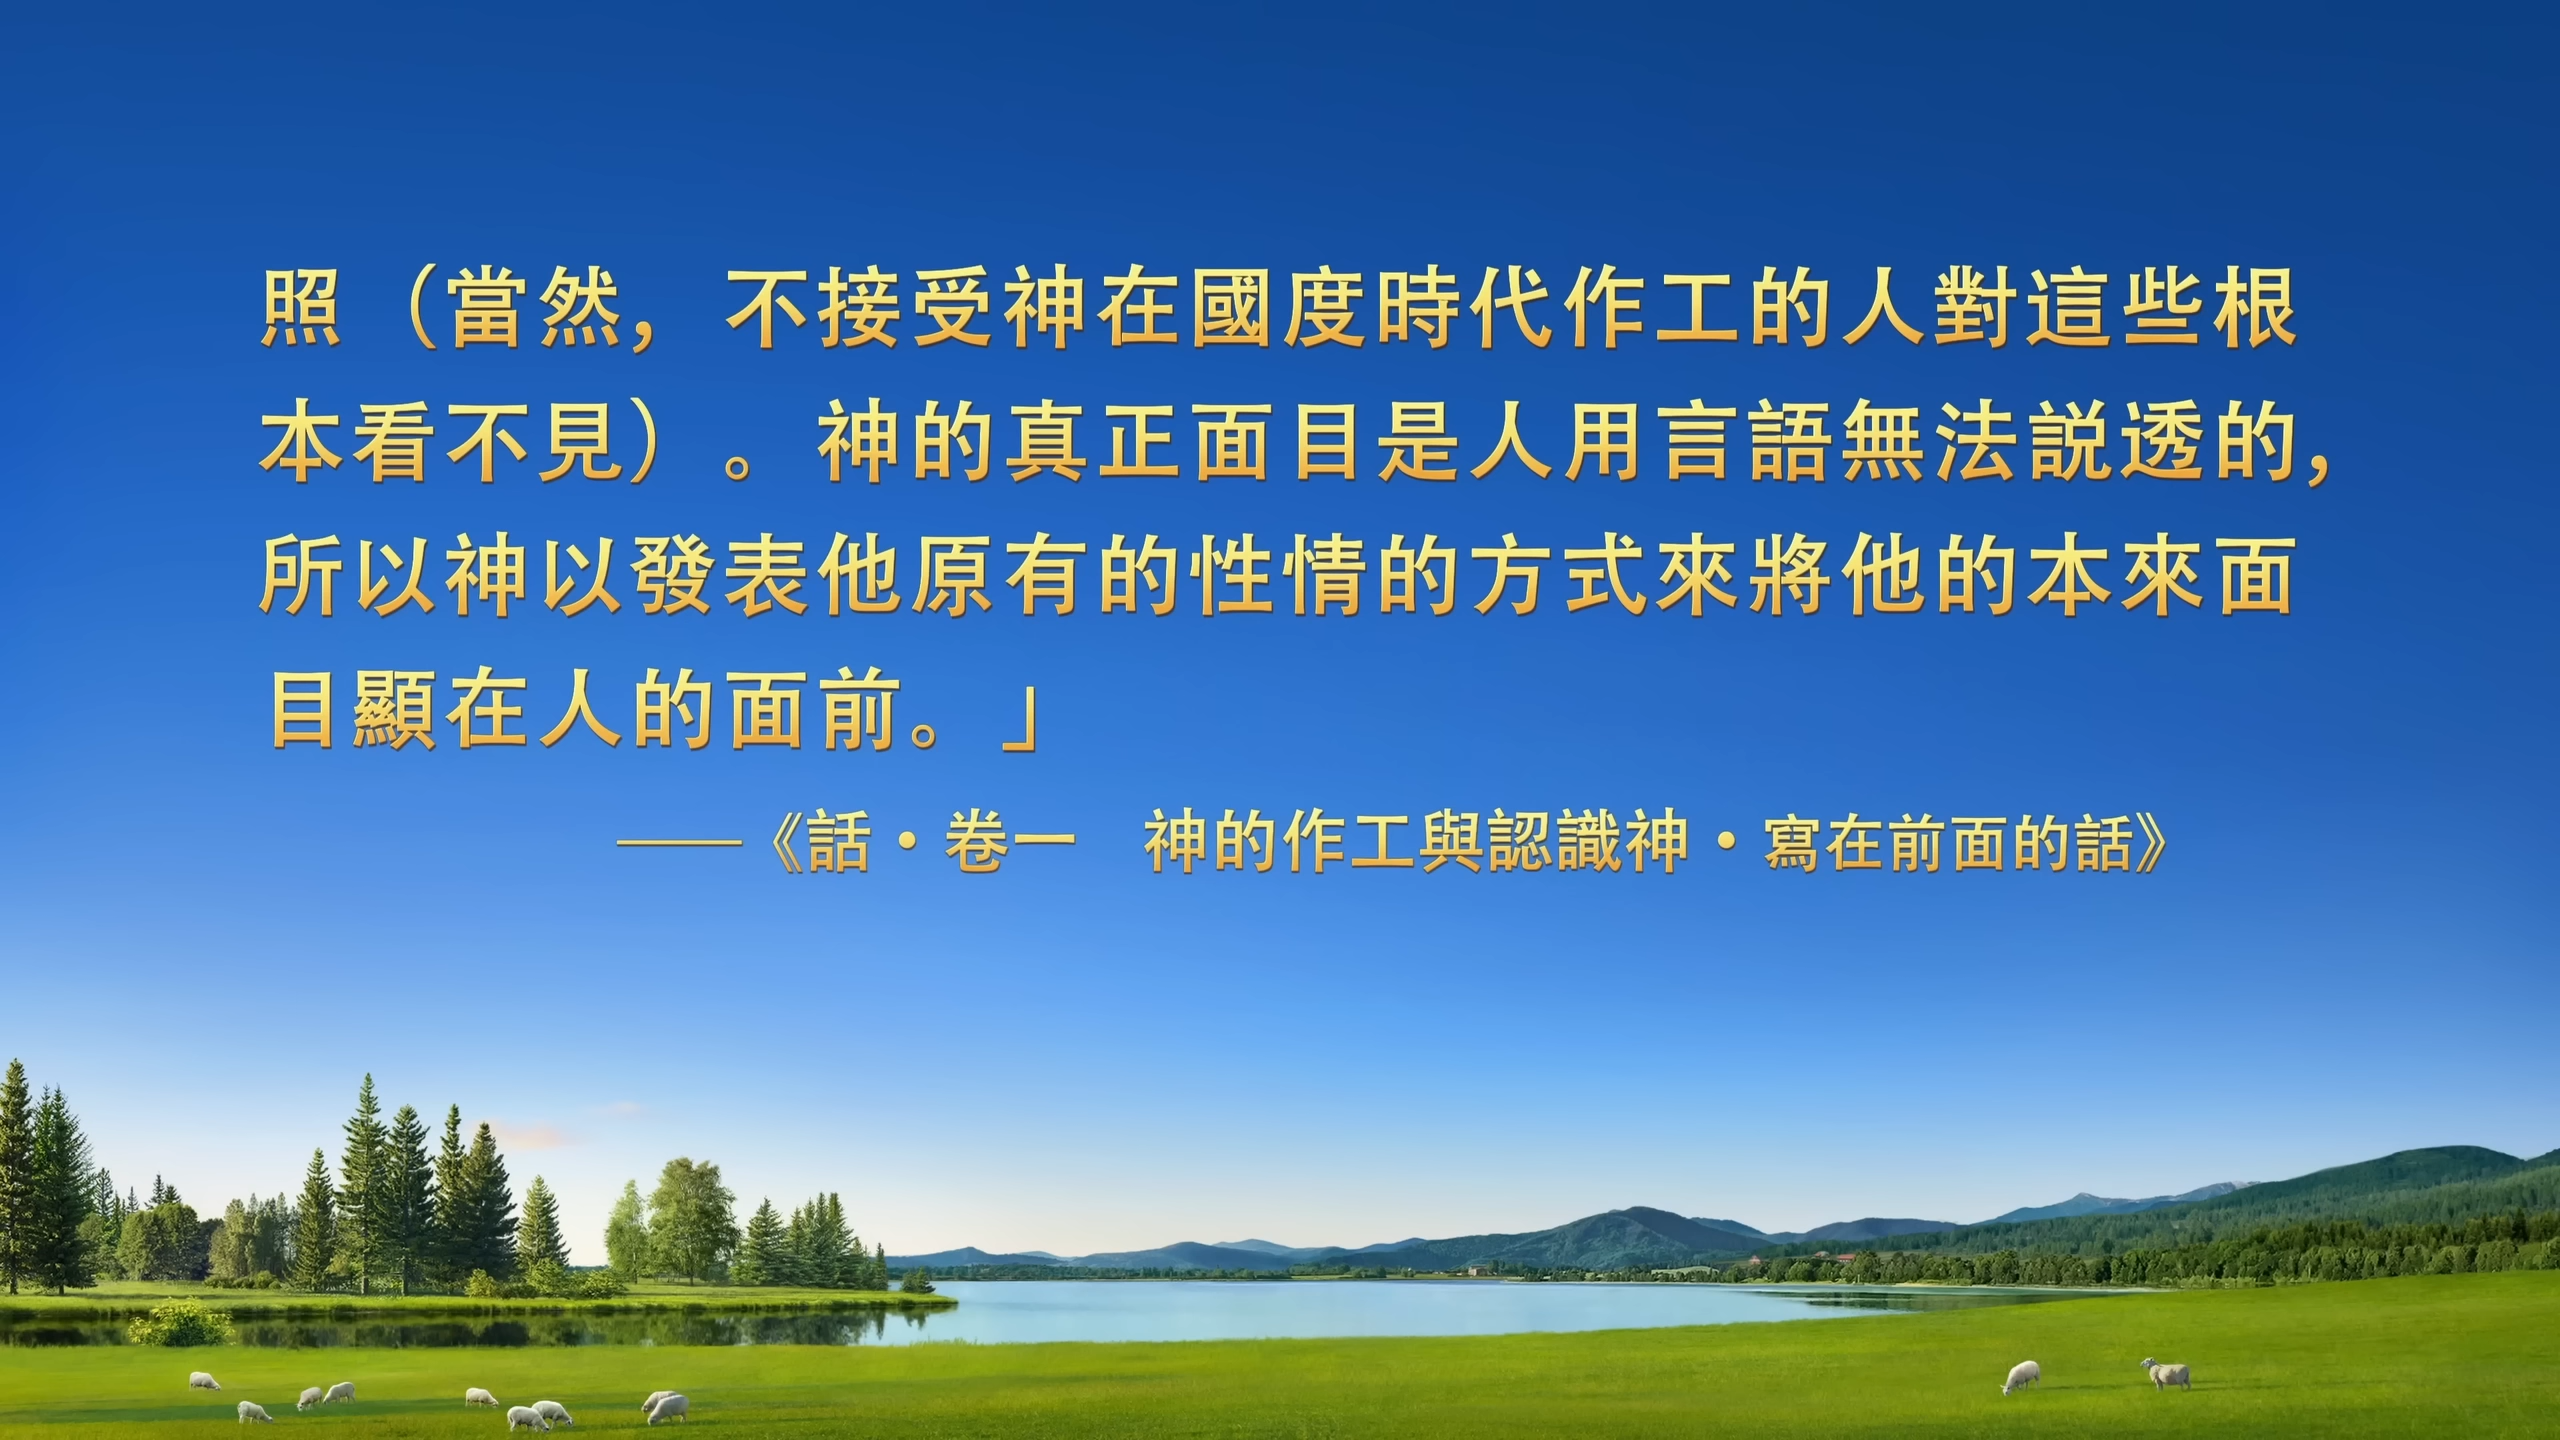 照（當然，不接受神在國度時代作工的人對這些根
本看不見）。神的真正面目是人用言語無法説透的，
所以神以發表他原有的性情的方式來將他的本來面
目顯在人的面前。」
——《話・卷一　神的作工與認識神・寫在前面的話》